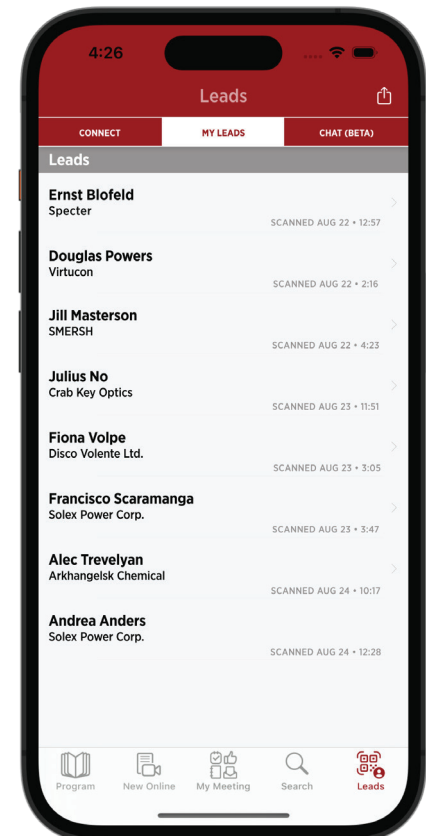 4:26
Leads
CONNECT
MY LEADS
CHAT (BETA)
Leads
Ernst Blofeld
Specter
SCANNED AUG 22 • 12:57
Douglas Powers
Virtucon
SCANNED AUG 22 • 2:16
Jill Masterson
SMERSH
SCANNED AUG 22 • 4:23
Julius No
Crab Key Optics
SCANNED AUG 23 • 11:51
Fiona Volpe
Disco Volente Ltd.
SCANNED AUG 23 • 3:05
Francisco Scaramanga
Solex Power Corp.
SCANNED AUG 23 • 3:47
Alec Trevelyan
Arkhangelsk Chemical
SCANNED AUG 24 • 10:17
Andrea Anders
Solex Power Corp.
SCANNED AUG 24 • 12:28
Program
New Online
My Meeting
Search
Leads